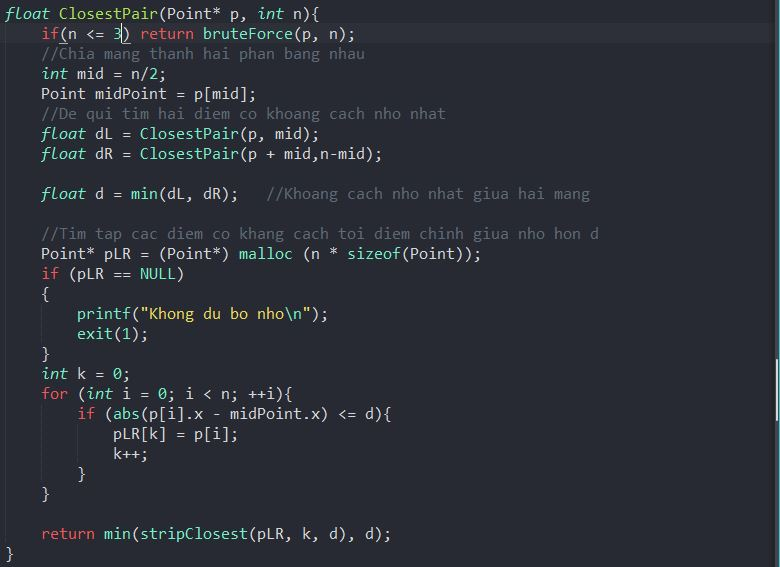 float ClosestPair(Point* p, int n){
    if(n <= 3) return bruteForce(p, n);
    //Chia mang thanh hai phan bang nhau
    int mid = n/2;
    Point midPoint = p[mid];
    //De qui tim hai diem co khoang cach nho nhat
    float dL = ClosestPair(p, mid);
    float dR = ClosestPair(p + mid,n-mid);

    float d = min(dL, dR);   //Khoang cach nho nhat giua hai mang

    //Tim tap cac diem co khang cach toi diem chinh giua nho hon d
    Point* pLR = (Point*) malloc (n * sizeof(Point));
    if (pLR == NULL)
    {
        printf("Khong du bo nho\n");
        exit(1);
    }
    int k = 0;
    for (int i = 0; i < n; ++i){
        if (abs(p[i].x - midPoint.x) <= d){
            pLR[k] = p[i];
            k++;
        }
    }

    return min(stripClosest(pLR, k, d), d);
}